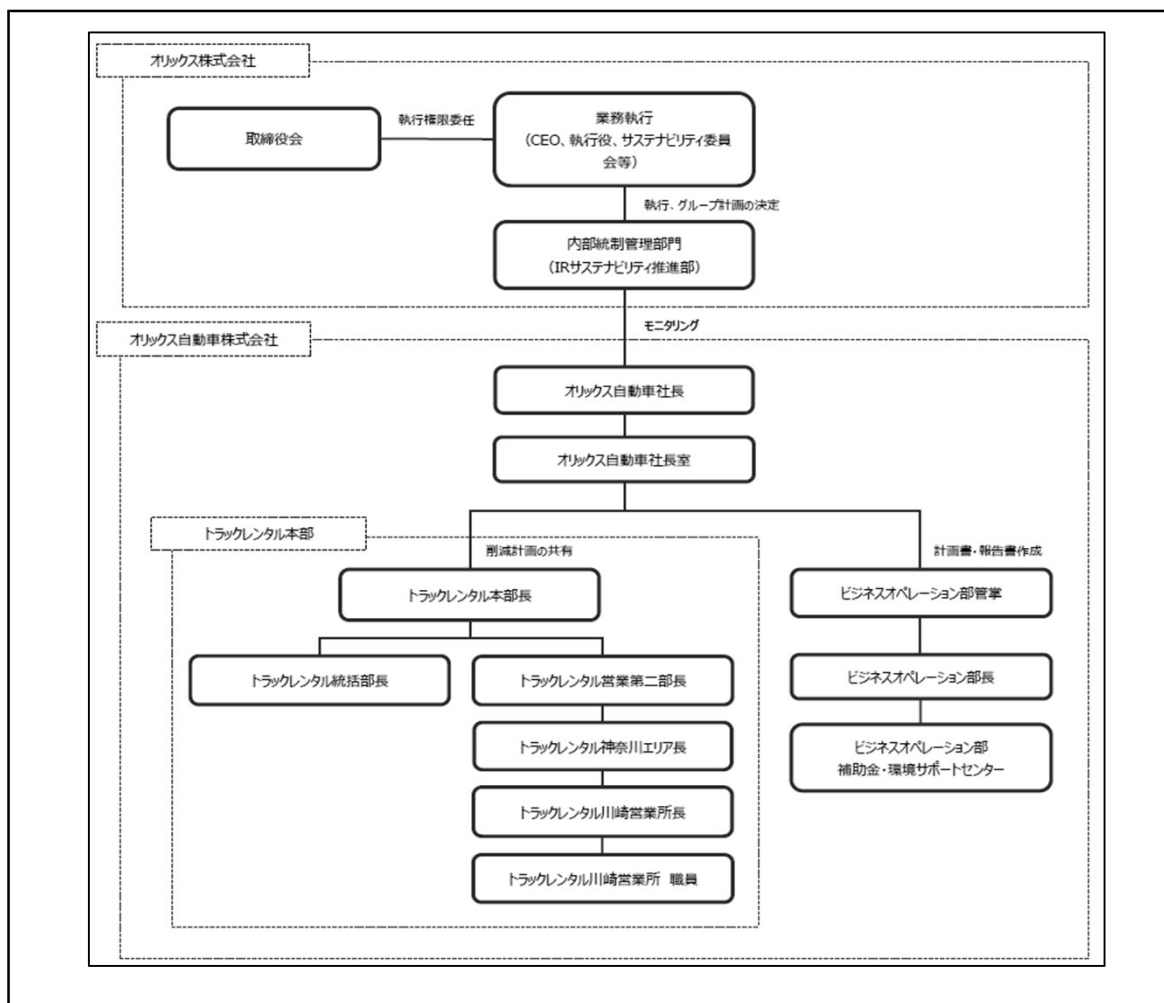 オリックス株式会社
取締役会
執行権限委任
業務執行
（CEO、執行役、サステナビリティ委員
会等）
執行、グループ計画の決定
内部統制管理部門
（IRサステナビリティ推進部）
モニタリング
オリックス自動車株式会社
オリックス自動車社長
オリックス自動車社長室
トラックレンタル本部
削減計画の共有
トラックレンタル本部長
トラックレンタル統括部長
トラックレンタル営業第二部長
トラックレンタル神奈川エリア長
トラックレンタル川崎営業所長
トラックレンタル川崎営業所 職員
計画書・報告書作成
ビジネスオペレーション部管掌
ビジネスオペレーション部長
ビジネスオペレーション部
補助金・環境サポートセンター